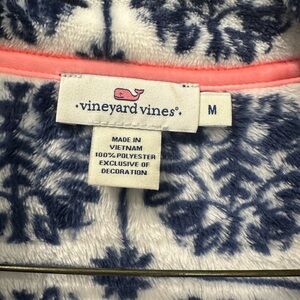 vineyard vines®
M
MADE IN
VIETNAM
100% POLYESTER
EXCLUSIVE OF
DECORATION